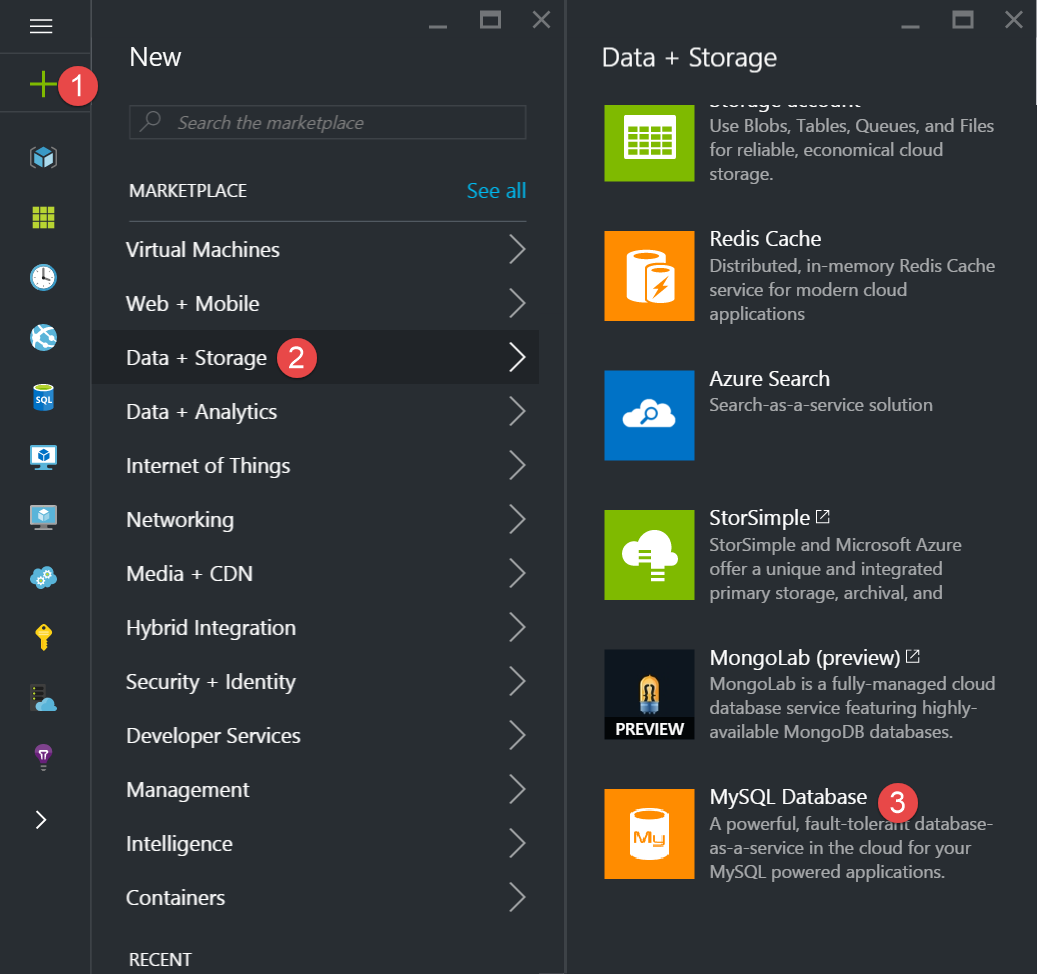 1
New
Search the marketplace
MARKETPLACE
See all
Virtual Machines
Web + Mobile
Data + Storage
2
Data + Analytics
Internet of Things
Networking
Media + CDN
Hybrid Integration
Security + Identity
Developer Services
Management
Intelligence
Containers
RECENT
SQL
Data + Storage
Storage account
Use Blobs, Tables, Queues, and Files
for reliable, economical cloud
storage.
Redis Cache
Distributed, in-memory Redis Cache
service for modern cloud
applications
Azure Search
Search-as-a-service solution
StorSimple
StorSimple and Microsoft Azure
offer a unique and integrated
primary storage, archival, and
MongoLab (preview)
MongoLab is a fully-managed cloud
database service featuring highly-
available MongoDB databases.
PREVIEW
MySQL Database
3
A powerful, fault-tolerant database-
as-a-service in the cloud for your
MySQL powered applications.
My